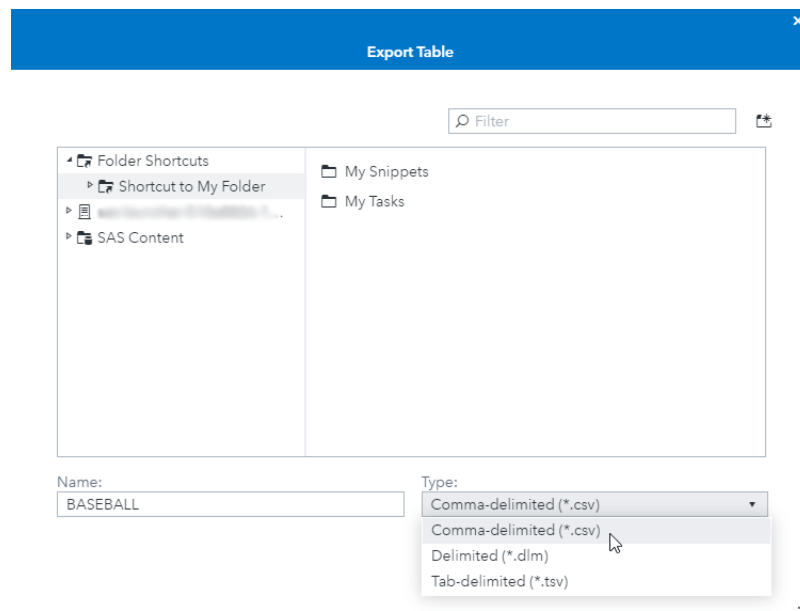 Export Table
Filter
Folder Shortcuts
Shortcut to My Folder
SAS Content
My Snippets
My Tasks
Name:
BASEBALL
Type:
Comma-delimited (*.csv)
Comma-delimited (*.csv)
Delimited (*.dlm)
Tab-delimited (*.tsv)